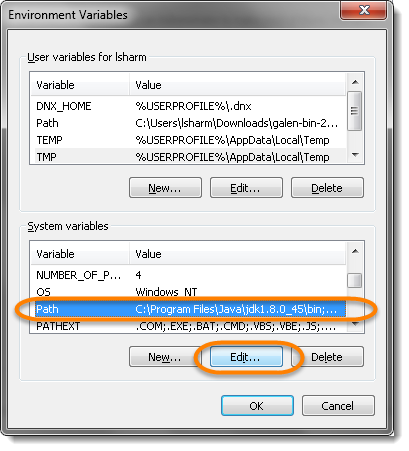 Environment Variables
User variables for lsharm
Variable Value
DNX_HOME %USERPROFILE%\.dnx
Path C:\Users\lsharm\Downloads\galen-bin-2...
TEMP %USERPROFILE%\AppData\Local\Temp
TMP %USERPROFILE%\AppData\Local\Temp
New... Edit... Delete
System variables
Variable Value
NUMBER_OF_P... 4
OS Windows_NT
Path C:\Program Files\Java\jdk1.8.0_45\bin;...
PATHEXT .COM;.EXE;.BAT;.CMD;.VBS;.VBE;.JS;....
New... Edit... Delete
OK Cancel